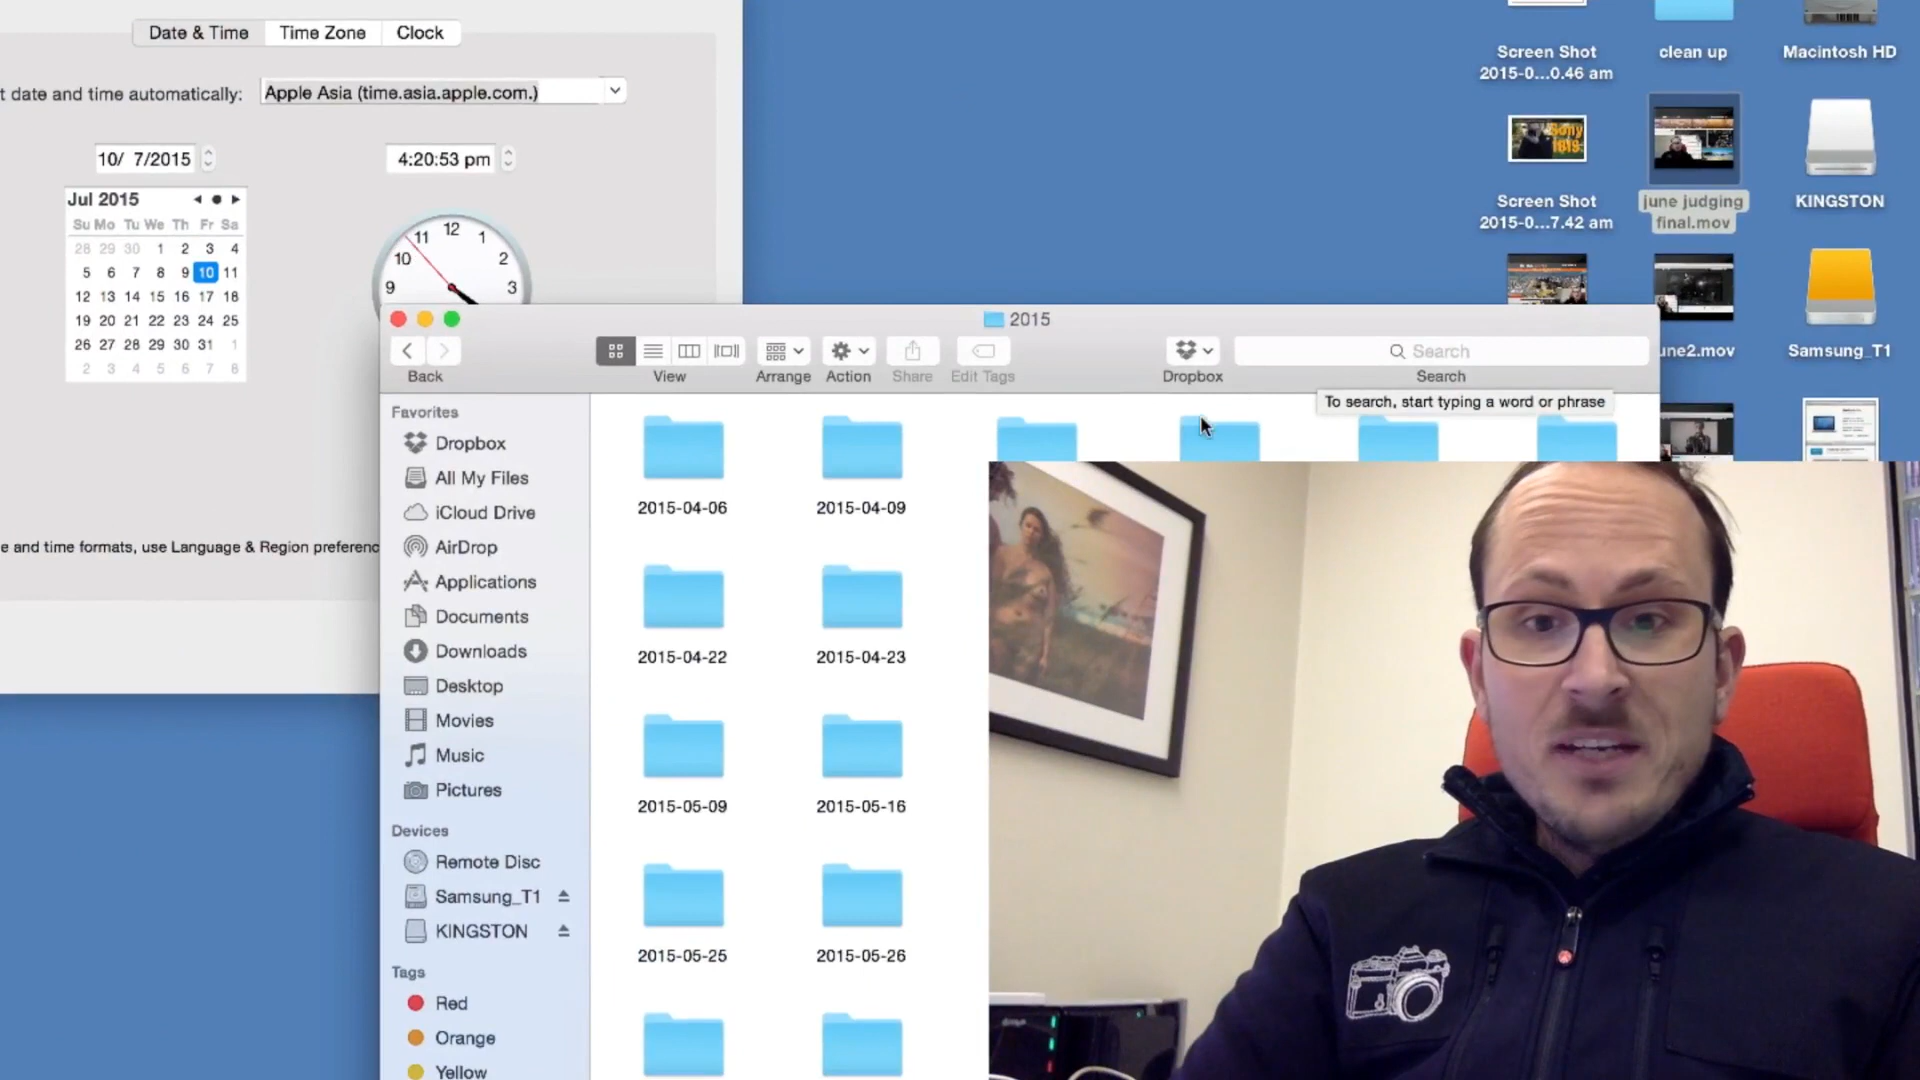 Date & Time
Time Zone
Clock
t date and time automatically:
Apple Asia (time.asia.apple.com.)
10/ 7/2015
4:20:53 pm
Jul 2015
Su Mo Tu We Th Fr Sa
28 29 30 1 2 3 4
5 6 7 8 9 10 11
12 13 14 15 16 17 18
19 20 21 22 23 24 25
26 27 28 29 30 31 1
2 3 4 5 6 7 8
11 12 1
10 2
9 3
e and time formats, use Language & Region preferenc
Screen Shot
2015-0...0.46 am
clean up
Macintosh HD
Sony
Screen Shot
2015-0...7.42 am
june judging
final.mov
KINGSTON
une2.mov
Samsung_T1
2015
Back
View
Arrange
Action
Share
Edit Tags
Dropbox
Search
Search
To search, start typing a word or phrase
Favorites
Dropbox
All My Files
iCloud Drive
AirDrop
Applications
Documents
Downloads
Desktop
Movies
Music
Pictures
Devices
Remote Disc
Samsung_T1
KINGSTON
Tags
Red
Orange
Yellow
2015-04-06
2015-04-09
2015-04-22
2015-04-23
2015-05-09
2015-05-16
2015-05-25
2015-05-26